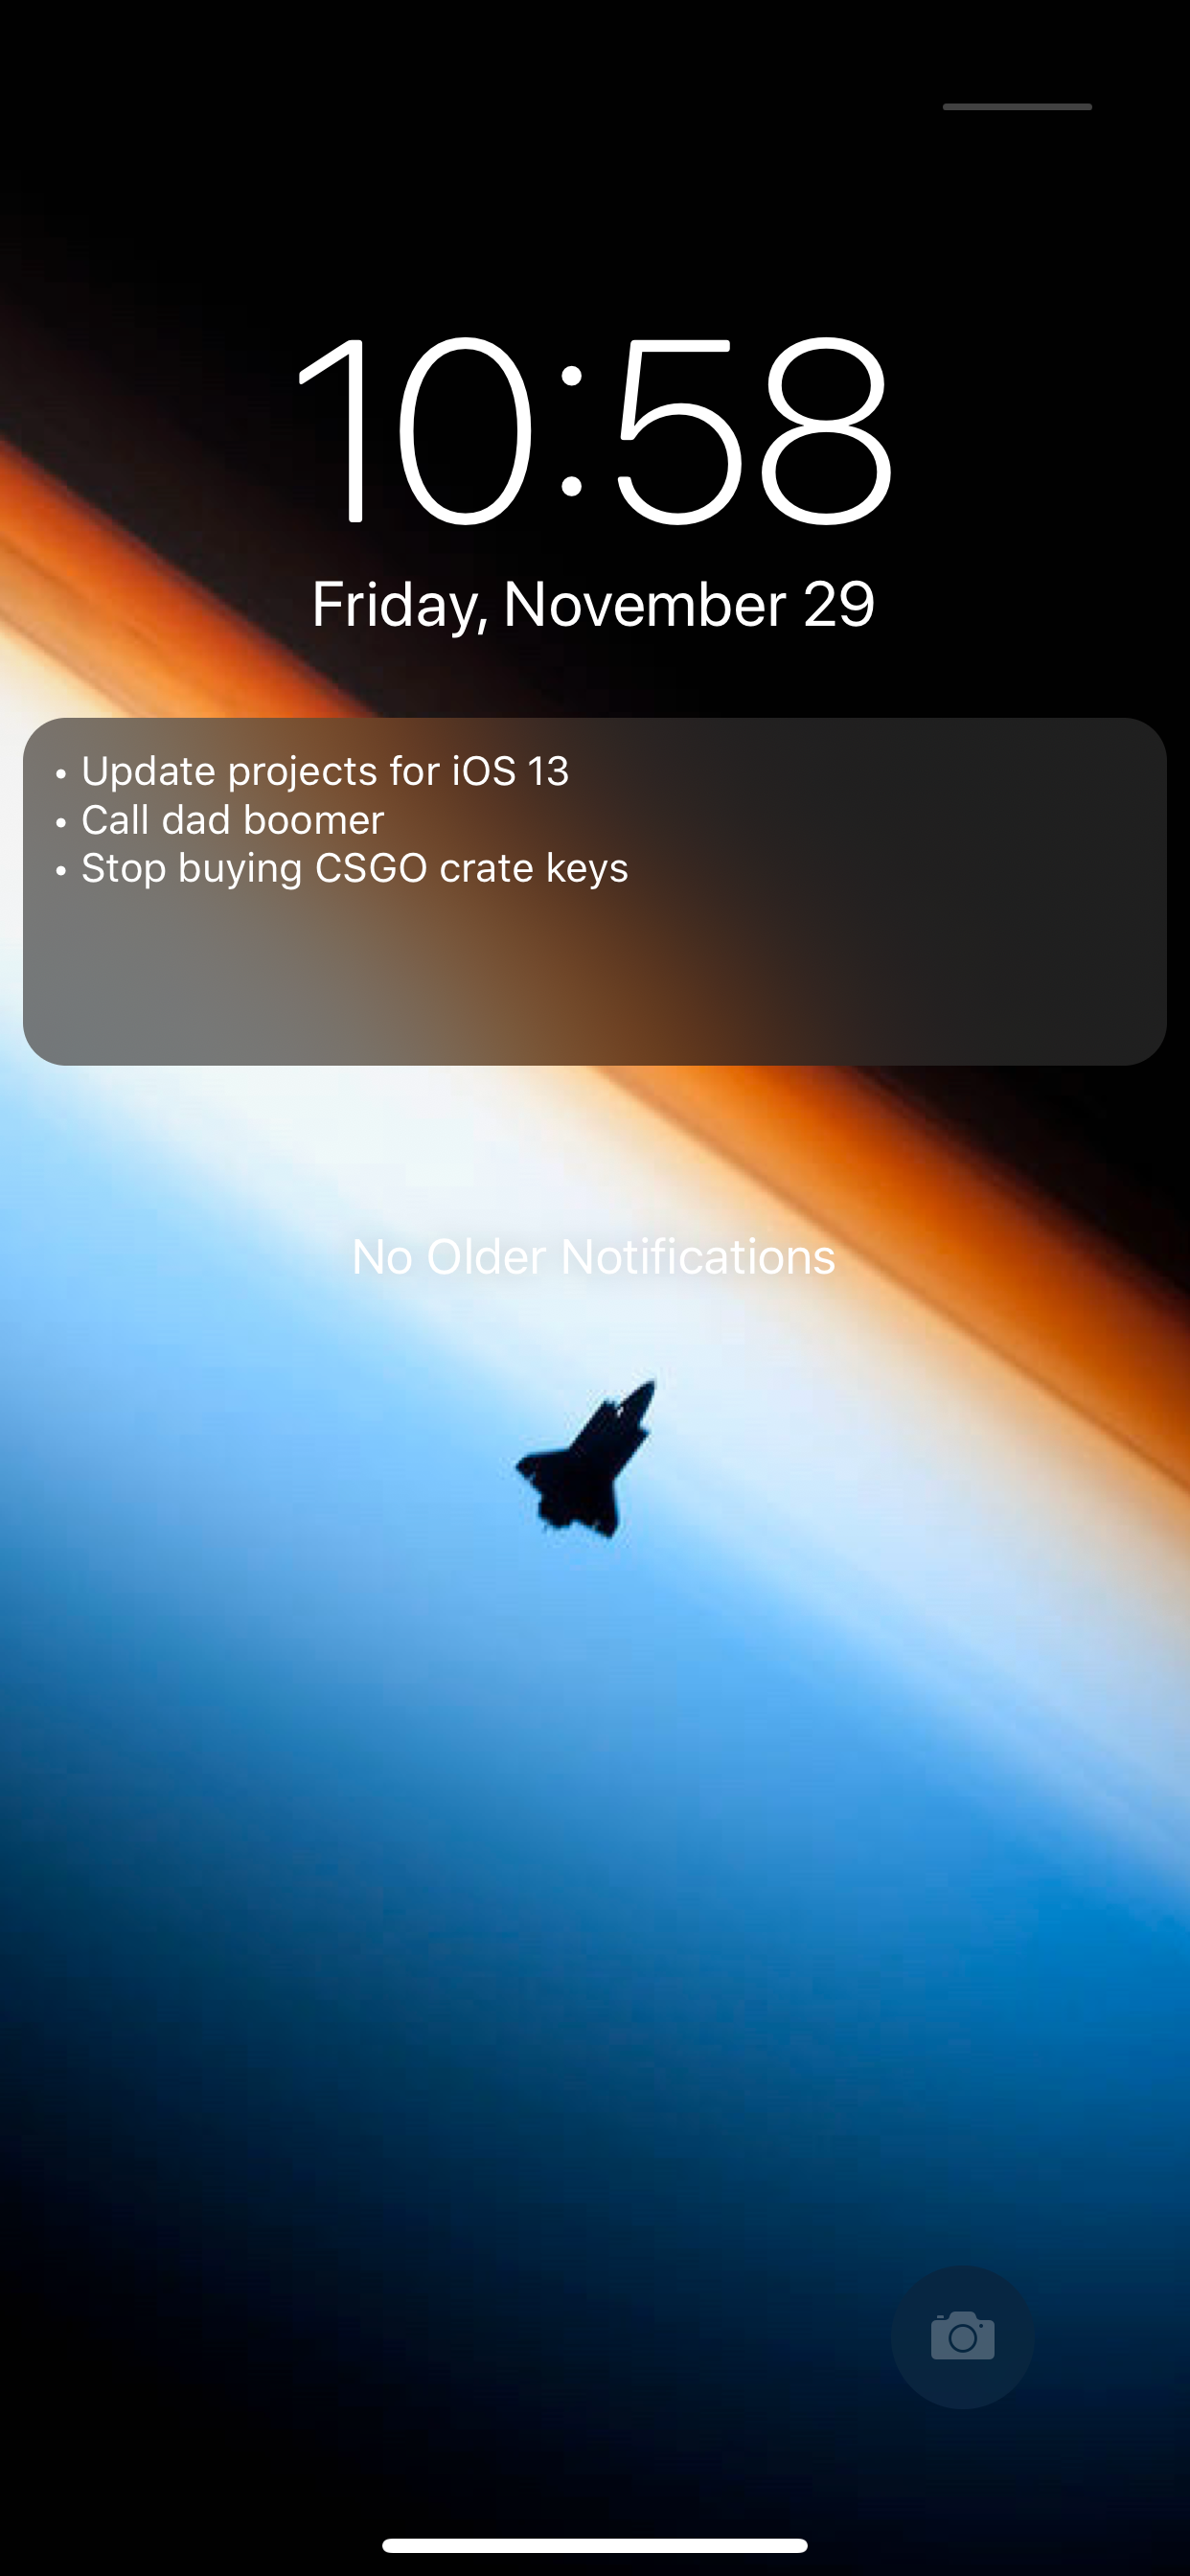 10:58
Friday, November 29
• Update projects for iOS 13
• Call dad boomer
• Stop buying CSGO crate keys
No Older Notifications